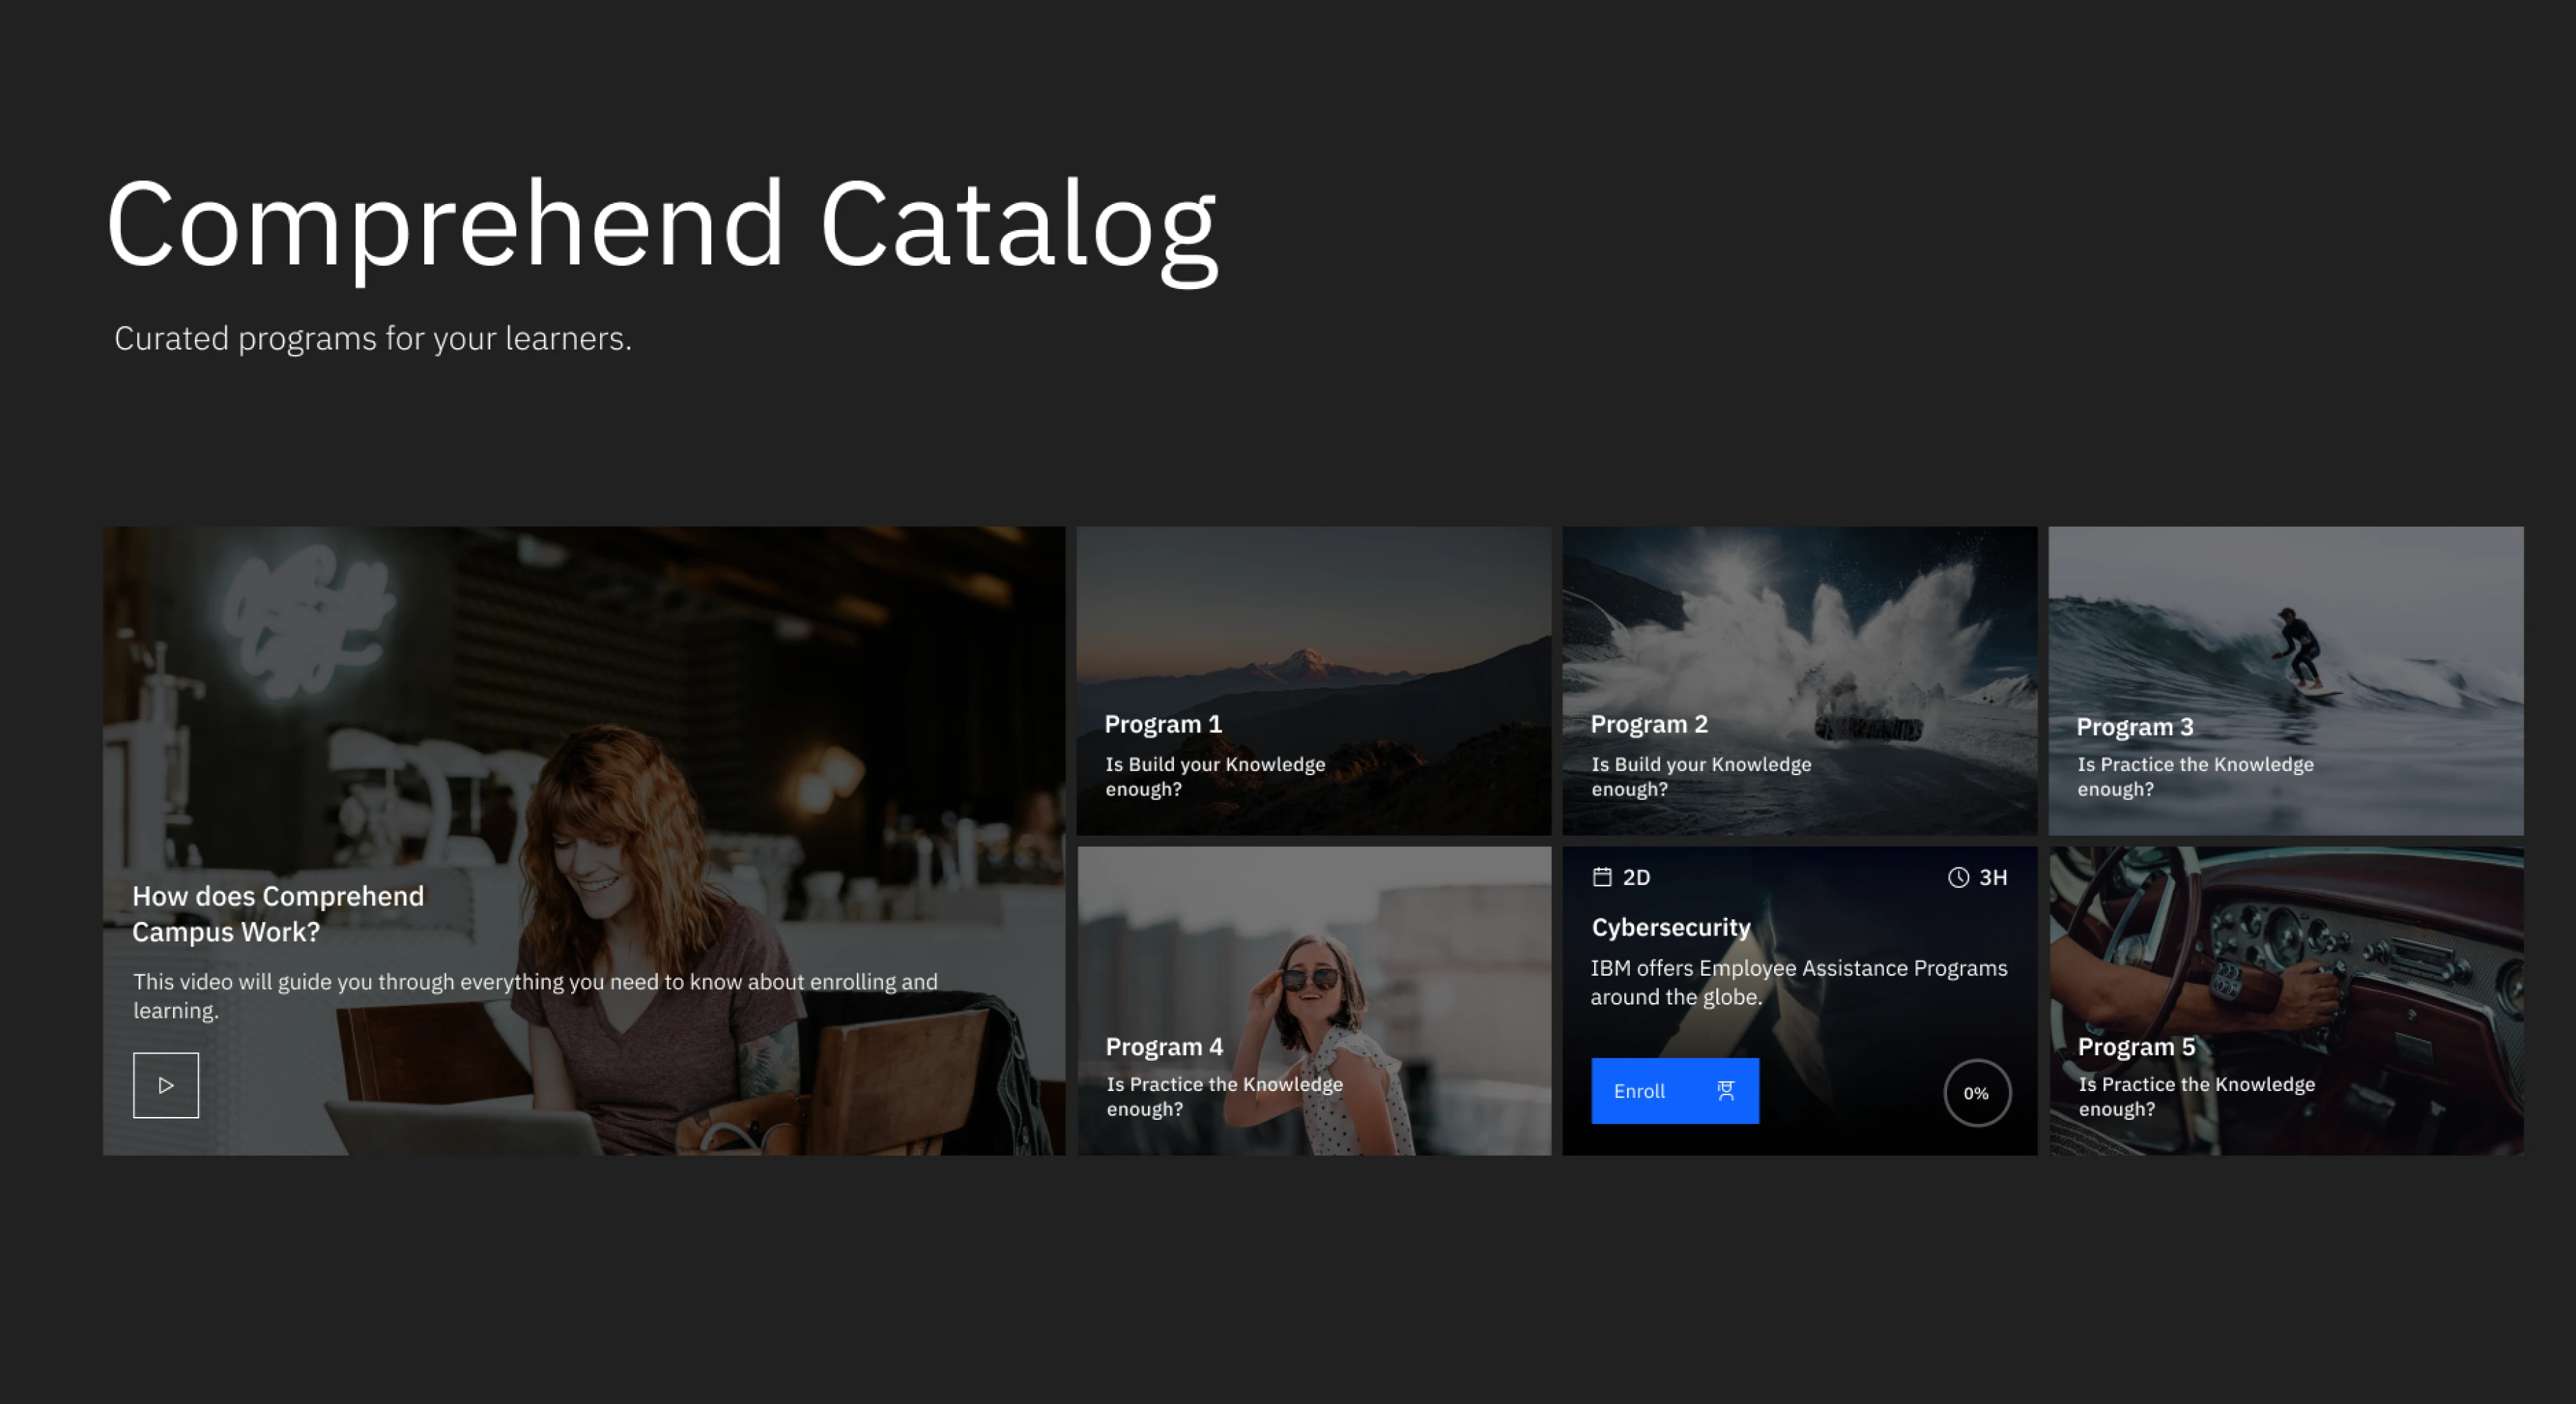 Comprehend Catalog
Curated programs for your learners.
How does Comprehend
Campus Work?
This video will guide you through everything you need to know about enrolling and
learning.
Program 1
Is Build your Knowledge
enough?
Program 2
Is Build your Knowledge
enough?
Program 3
Is Practice the Knowledge
enough?
Program 4
Is Practice the Knowledge
enough?
2D
3H
Cybersecurity
IBM offers Employee Assistance Programs
around the globe.
Enroll
0%
Program 5
Is Practice the Knowledge
enough?